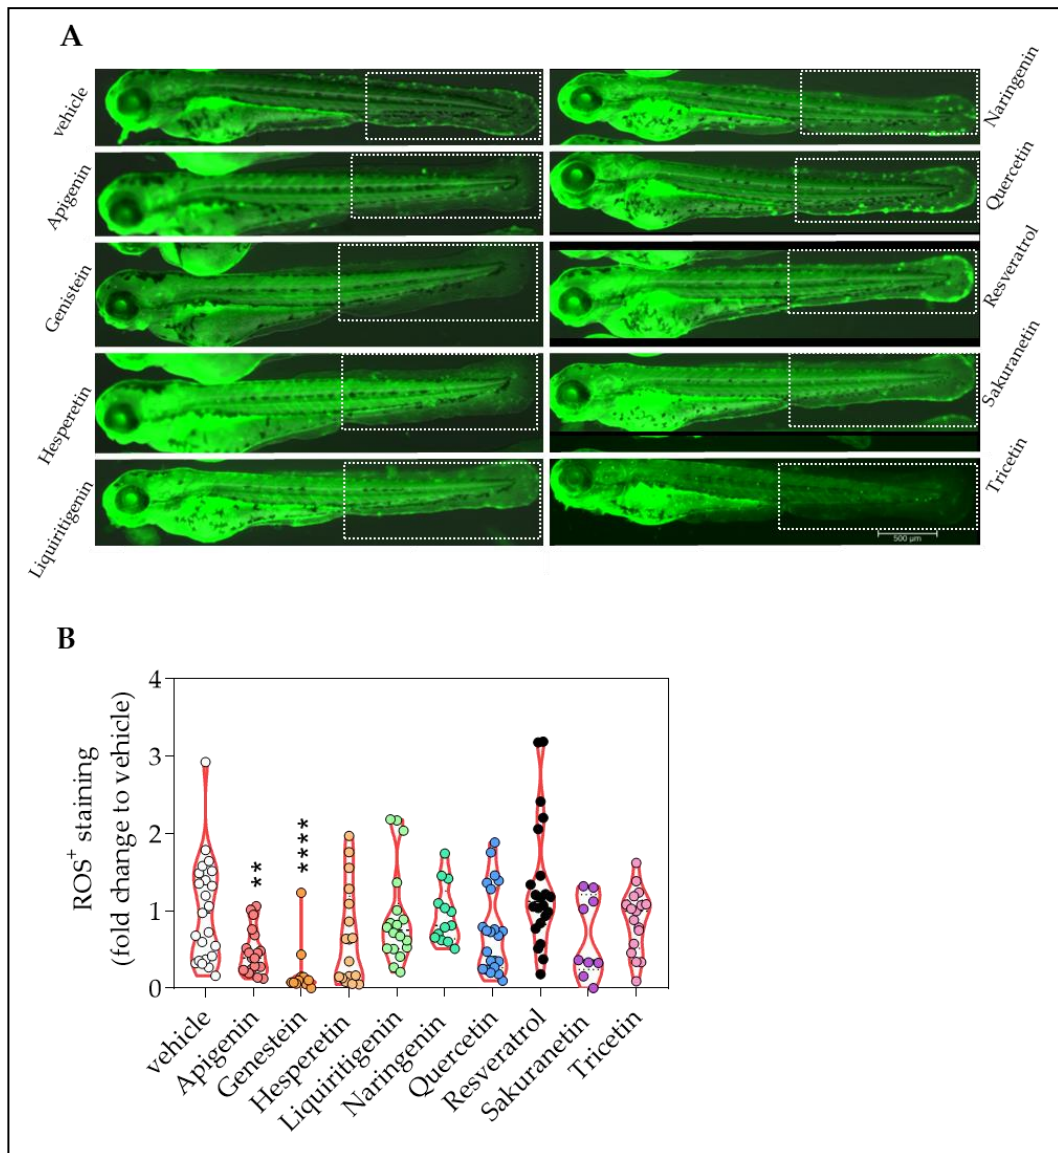 A
vehicle
Naringenin
Apigenin
Quercetin
Genistein
Resveratrol
Hesperetin
Sakuranetin
Liquiritigenin
Tricetin
500 µm
B
ROS+ staining
(fold change to vehicle)
4
3
2
1
0
**
****
vehicle
Apigenin
Genestein
Hesperetin
Liquiritigenin
Naringenin
Quercetin
Resveratrol
Sakuranetin
Tricetin